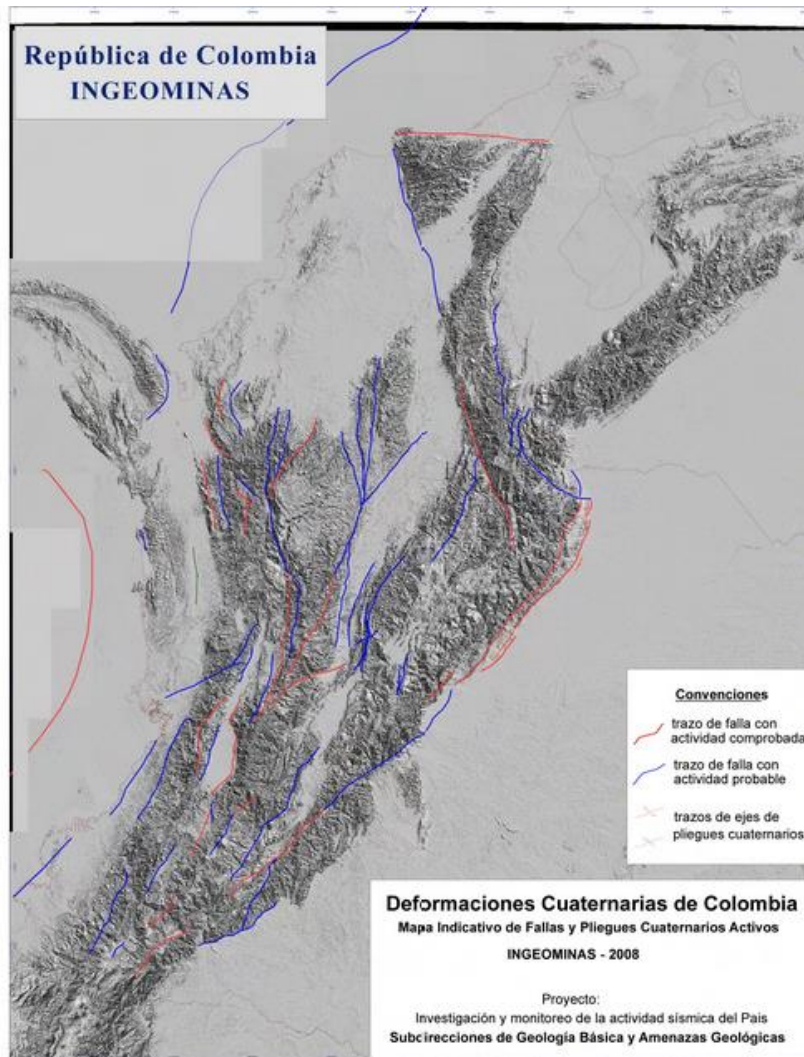 República de Colombia
INGEOMINAS
Convenciones
trazo de falla con
actividad comprobada
trazo de falla con
actividad probable
trazos de ejes de
pliegues cuaternarios
Deformaciones Cuaternarias de Colombia
Mapa Indicativo de Fallas y Pliegues Cuaternarios Activos
INGEOMINAS - 2008
Proyecto:
Investigación y monitoreo de la actividad sísmica del Pais
Subdirecciones de Geología Básica y Amenazas Geológicas